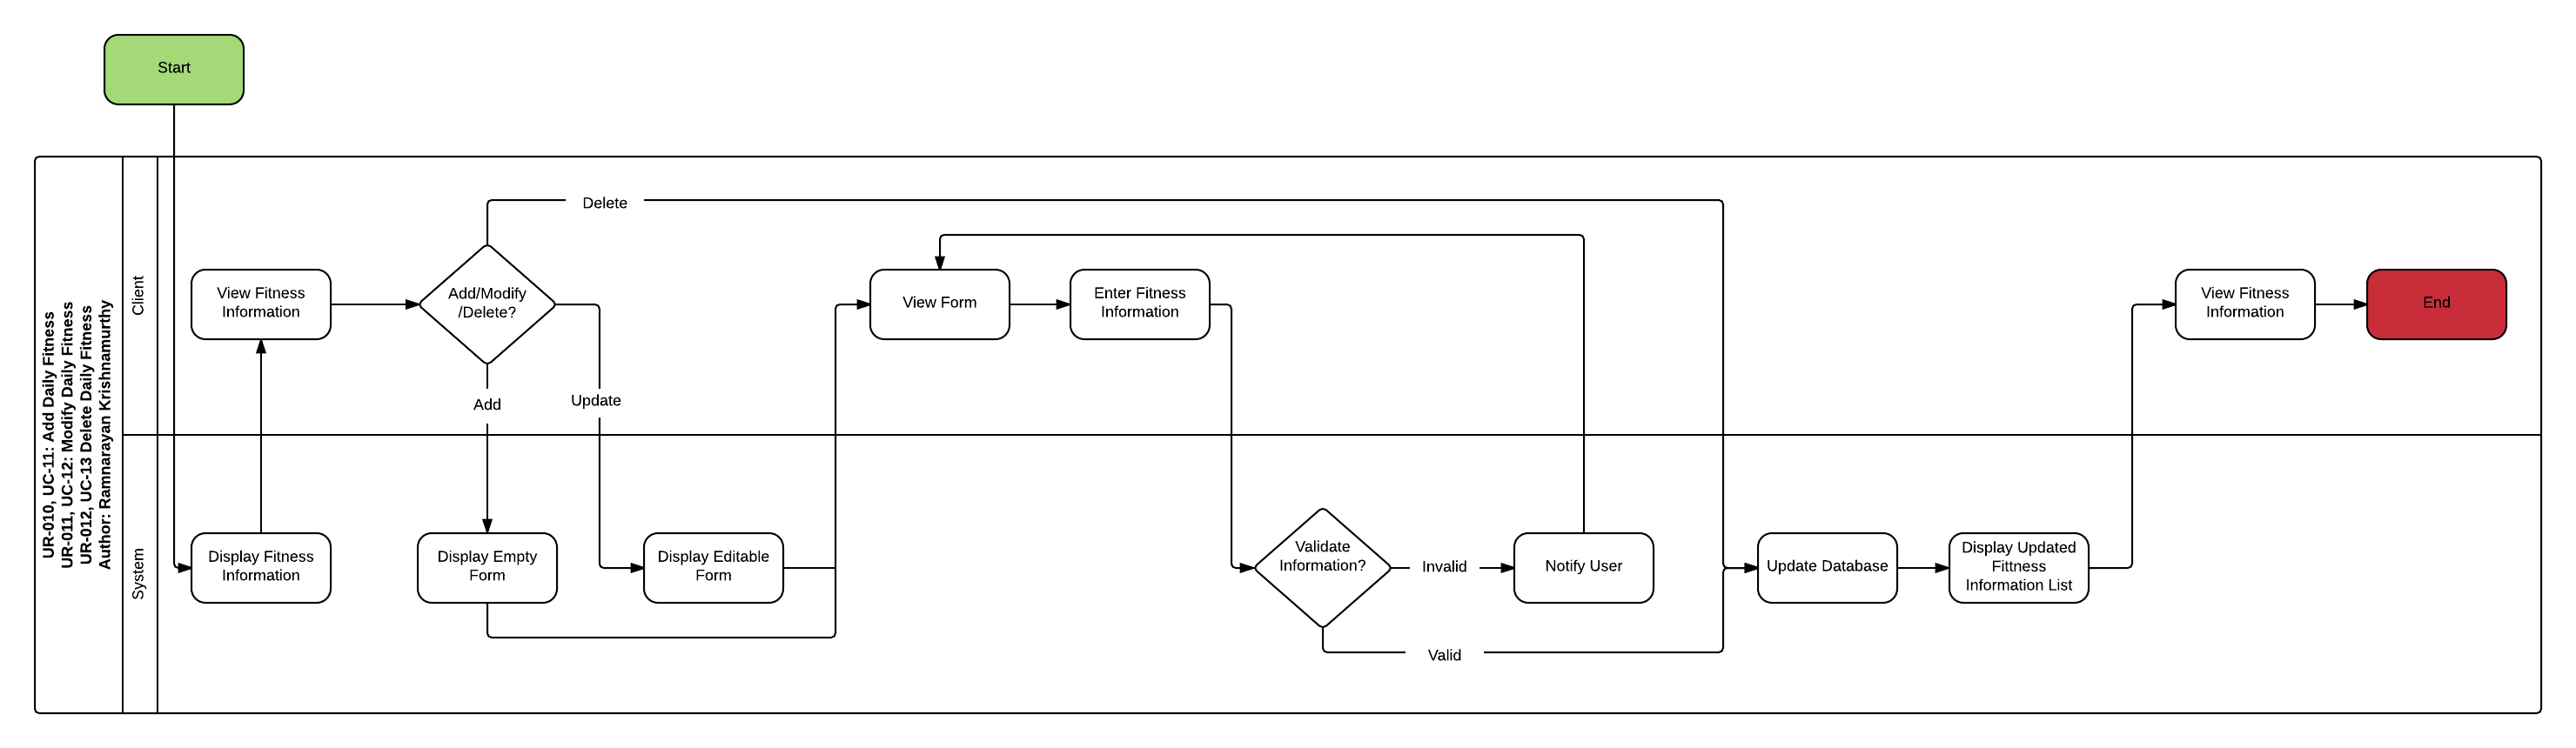 Start
UR-010, UC-11: Add Daily Fitness
UR-011, UC-12: Modify Daily Fitness
UR-012, UC-13 Delete Daily Fitness
Author: Ramnarayan Krishnamurthy
Client
Delete
View Fitness
Information
Add/Modify
/Delete?
View Form
Enter Fitness
Information
View Fitness
Information
End
Add
Update
System
Display Fitness
Information
Display Empty
Form
Display Editable
Form
Validate
Information?
Invalid
Notify User
Update Database
Display Updated
Fittness
Information List
Valid